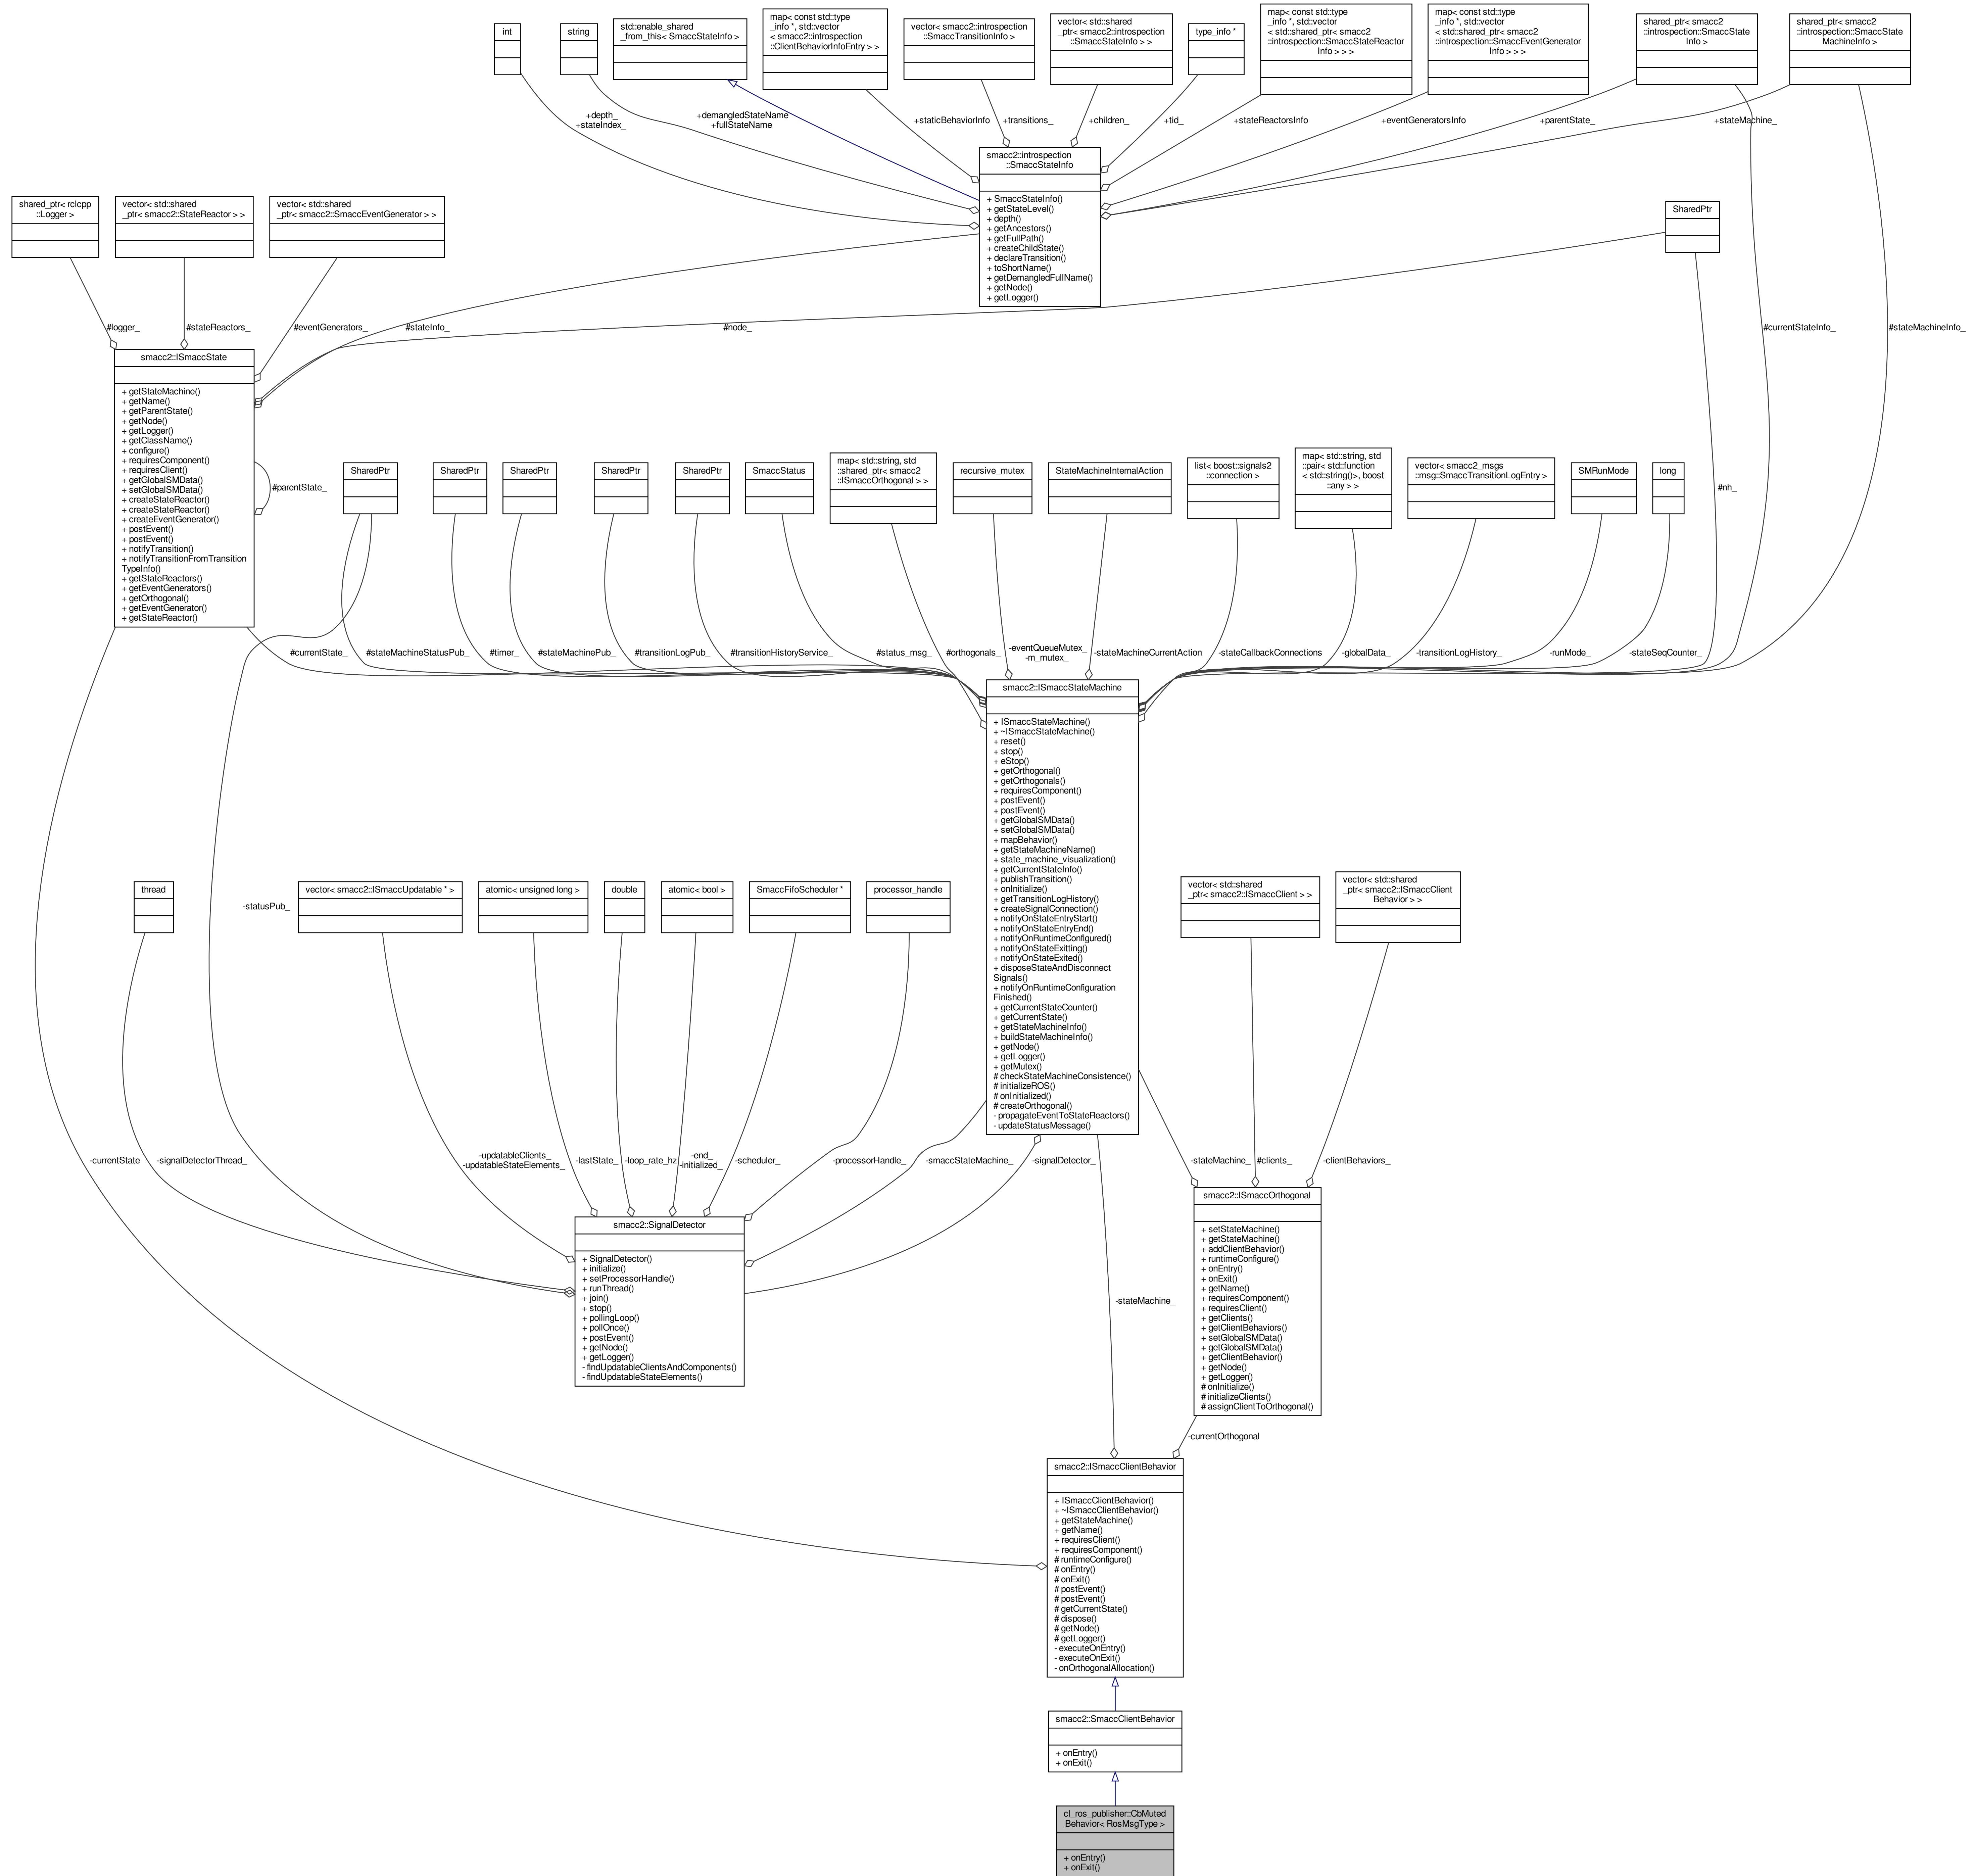 int
string
std::enable_shared
_from_this< SmaccStateInfo >
map< const std::type
_info *, std::vector
< smacc2::introspection
::ClientBehaviorInfoEntry > >
vector< smacc2::introspection
::SmaccTransitionInfo >
vector< std::shared
_ptr< smacc2::introspection
::SmaccStateInfo > >
type_info *
map< const std::type
_info *, std::vector
< std::shared_ptr< smacc2
::introspection::SmaccStateReactor
Info > > >
map< const std::type
_info *, std::vector
< std::shared_ptr< smacc2
::introspection::SmaccEventGenerator
Info > > >
shared_ptr< smacc2
::introspection::SmaccState
Info >
shared_ptr< smacc2
::introspection::SmaccState
MachineInfo >
+depth_
+stateIndex_
+demangledStateName
+fullStateName
+staticBehaviorInfo
+transitions_
+children_
+tid_
+stateReactorsInfo
+eventGeneratorsInfo
+parentState_
+stateMachine_
smacc2::introspection
::SmaccStateInfo
+ SmaccStateInfo()
+ getStateLevel()
+ depth()
+ getAncestors()
+ getFullPath()
+ createChildState()
+ declareTransition()
+ toShortName()
+ getDemangledFullName()
+ getNode()
+ getLogger()
shared_ptr< rclcpp
::Logger >
vector< std::shared
_ptr< smacc2::StateReactor > >
vector< std::shared
_ptr< smacc2::SmaccEventGenerator > >
SharedPtr
#logger_
#stateReactors_
#eventGenerators_
#stateInfo_
#node_
#currentStateInfo_
#stateMachineInfo_
smacc2::ISmaccState
+ getStateMachine()
+ getName()
+ getParentState()
+ getNode()
+ getLogger()
+ getClassName()
+ configure()
+ requiresComponent()
+ requiresClient()
+ getGlobalSMData()
+ setGlobalSMData()
+ createStateReactor()
+ createStateReactor()
+ createEventGenerator()
+ postEvent()
+ postEvent()
+ notifyTransition()
+ notifyTransitionFromTransition
TypeInfo()
+ getStateReactors()
+ getEventGenerators()
+ getOrthogonal()
+ getEventGenerator()
+ getStateReactor()
#parentState_
SharedPtr
SharedPtr
SharedPtr
SharedPtr
SharedPtr
SmaccStatus
map< std::string, std
::shared_ptr< smacc2
::ISmaccOrthogonal > >
recursive_mutex
StateMachineInternalAction
list< boost::signals2
::connection >
map< std::string, std
::pair< std::function
< std::string()>, boost
::any > >
vector< smacc2_msgs
::msg::SmaccTransitionLogEntry >
SMRunMode
long
#nh_
#currentState_
#stateMachineStatusPub_
#timer_
#stateMachinePub_
#transitionLogPub_
#transitionHistoryService_
#status_msg_
#orthogonals_
-eventQueueMutex_
-m_mutex_
-stateMachineCurrentAction
-stateCallbackConnections
-globalData_
-transitionLogHistory_
-runMode_
-stateSeqCounter_
smacc2::ISmaccStateMachine
+ ISmaccStateMachine()
+ ~ISmaccStateMachine()
+ reset()
+ stop()
+ eStop()
+ getOrthogonal()
+ getOrthogonals()
+ requiresComponent()
+ postEvent()
+ postEvent()
+ getGlobalSMData()
+ setGlobalSMData()
+ mapBehavior()
+ getStateMachineName()
+ state_machine_visualization()
+ getCurrentStateInfo()
+ publishTransition()
+ onInitialize()
+ getTransitionLogHistory()
+ createSignalConnection()
+ notifyOnStateEntryStart()
+ notifyOnStateEntryEnd()
+ notifyOnRuntimeConfigured()
+ notifyOnStateExitting()
+ notifyOnStateExited()
+ disposeStateAndDisconnect
Signals()
+ notifyOnRuntimeConfiguration
Finished()
+ getCurrentStateCounter()
+ getCurrentState()
+ getStateMachineInfo()
+ buildStateMachineInfo()
+ getNode()
+ getLogger()
+ getMutex()
# checkStateMachineConsistence()
# initializeROS()
# onInitialized()
# createOrthogonal()
- propagateEventToStateReactors()
- updateStatusMessage()
thread
-statusPub_
vector< smacc2::ISmaccUpdatable * >
atomic< unsigned long >
double
atomic< bool >
SmaccFifoScheduler *
processor_handle
vector< std::shared
_ptr< smacc2::ISmaccClient > >
vector< std::shared
_ptr< smacc2::ISmaccClient
Behavior > >
-currentState
-signalDetectorThread_
-updatableClients_
-updatableStateElements_
-lastState_
-loop_rate_hz
-end_
-initialized_
-scheduler_
-processorHandle_
-smaccStateMachine_
-signalDetector_
-stateMachine_
#clients_
-clientBehaviors_
smacc2::SignalDetector
+ SignalDetector()
+ initialize()
+ setProcessorHandle()
+ runThread()
+ join()
+ stop()
+ pollingLoop()
+ pollOnce()
+ postEvent()
+ getNode()
+ getLogger()
- findUpdatableClientsAndComponents()
- findUpdatableStateElements()
smacc2::ISmaccOrthogonal
+ setStateMachine()
+ getStateMachine()
+ addClientBehavior()
+ runtimeConfigure()
+ onEntry()
+ onExit()
+ getName()
+ requiresComponent()
+ requiresClient()
+ getClients()
+ getClientBehaviors()
+ setGlobalSMData()
+ getGlobalSMData()
+ getClientBehavior()
+ getNode()
+ getLogger()
# onInitialize()
# initializeClients()
# assignClientToOrthogonal()
-stateMachine_
-currentOrthogonal
smacc2::ISmaccClientBehavior
+ ISmaccClientBehavior()
+ ~ISmaccClientBehavior()
+ getStateMachine()
+ getName()
+ requiresClient()
+ requiresComponent()
# runtimeConfigure()
# onEntry()
# onExit()
# postEvent()
# postEvent()
# getCurrentState()
# dispose()
# getNode()
# getLogger()
- executeOnEntry()
- executeOnExit()
- onOrthogonalAllocation()
smacc2::SmaccClientBehavior
+ onEntry()
+ onExit()
cl_ros_publisher::CbMuted
Behavior< RosMsgType >
+ onEntry()
+ onExit()